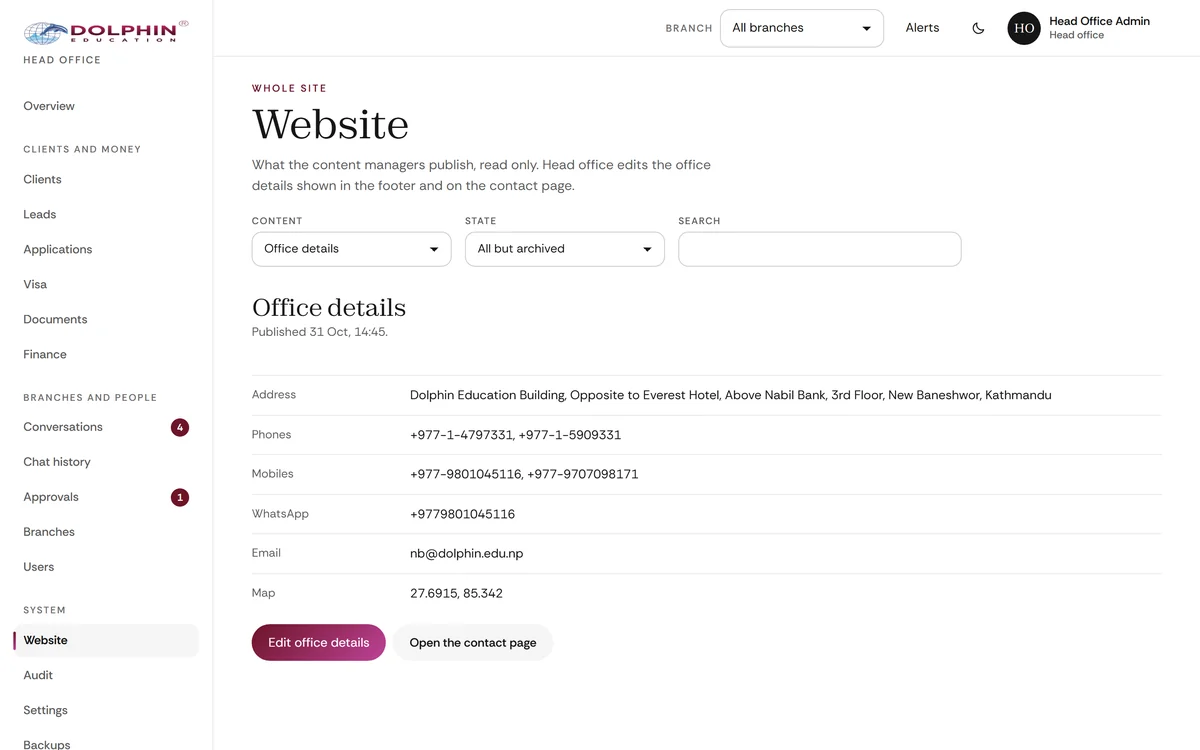 DOLPHIN®
EDUCATION
HEAD OFFICE
Overview
CLIENTS AND MONEY
Clients
Leads
Applications
Visa
Documents
Finance
BRANCHES AND PEOPLE
Conversations 4
Chat history
Approvals 1
Branches
Users
SYSTEM
Website
Audit
Settings
Backups
BRANCH All branches Alerts HO Head Office Admin
Head office
WHOLE SITE
Website
What the content managers publish, read only. Head office edits the office
details shown in the footer and on the contact page.
CONTENT STATE SEARCH
Office details All but archived
Office details
Published 31 Oct, 14:45.
Address Dolphin Education Building, Opposite to Everest Hotel, Above Nabil Bank, 3rd Floor, New Baneshwor, Kathmandu
Phones +977-1-4797331, +977-1-5909331
Mobiles +977-9801045116, +977-9707098171
WhatsApp +9779801045116
Email nb@dolphin.edu.np
Map 27.6915, 85.342
Edit office details Open the contact page